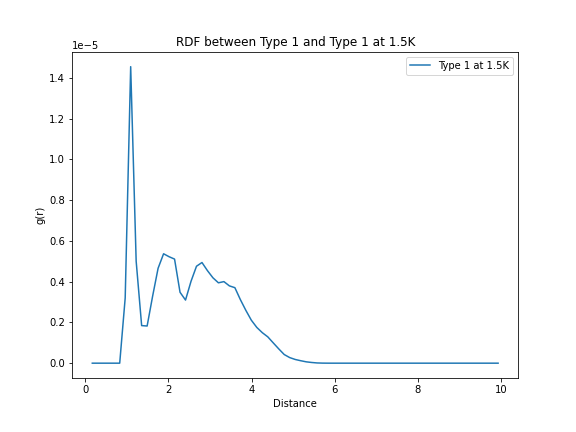 RDF between Type 1 and Type 1 at 1.5K
1e−5
Type 1 at 1.5K
1.4
1.2
1.0
0.8
0.6
0.4
0.2
0.0
g(r)
0 2 4 6 8 10
Distance